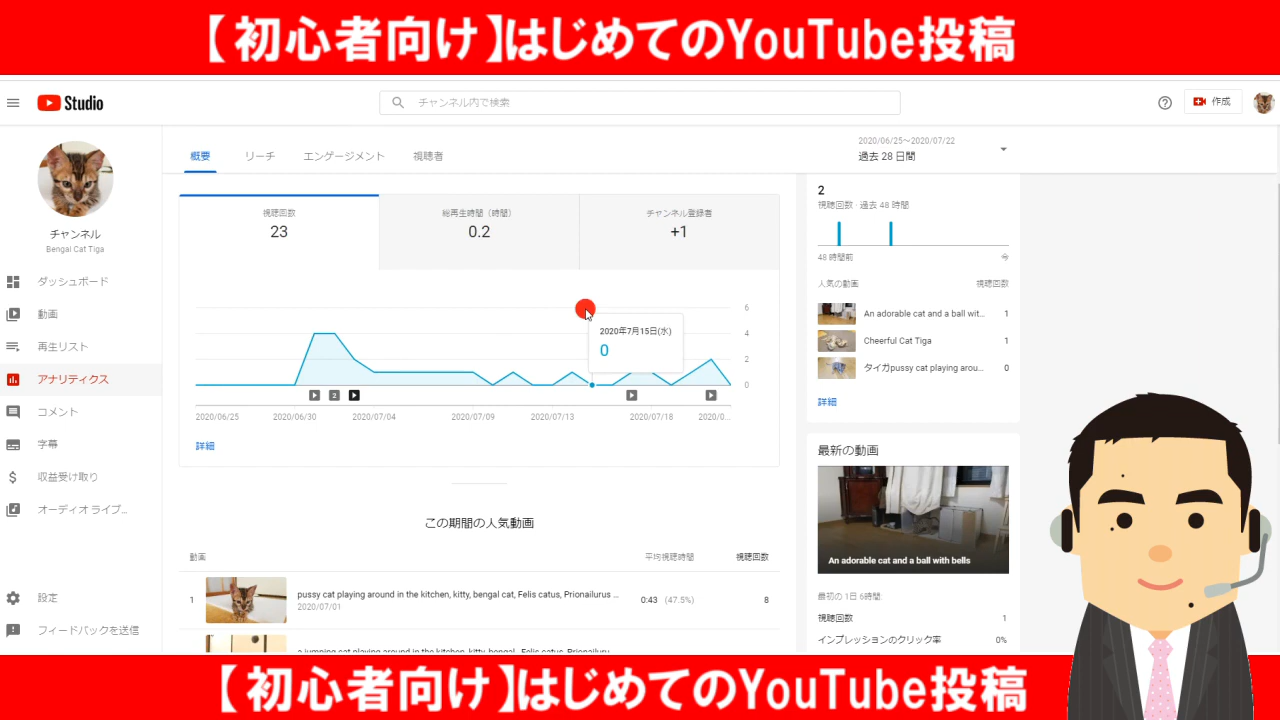 【初心者向け】はじめてのYouTube投稿
Studio
チャンネル内で検索
作成
チャンネル
Bengal Cat Tiga
ダッシュボード
動画
再生リスト
アナリティクス
コメント
字幕
収益受け取り
オーディオ ライブ…
設定
フィードバックを送信
概要
リーチ
エンゲージメント
視聴者
2020/06/25～2020/07/22
過去 28 日間
視聴回数
23
総再生時間（時間）
0.2
チャンネル登録者
+1
6
4
2
0
2020年7月15日(水)
0
2
2020/06/25
2020/06/30
2020/07/04
2020/07/09
2020/07/13
2020/07/18
2020/0...
詳細
この期間の人気動画
動画
平均視聴時間
視聴回数
1
pussy cat playing around in the kitchen, kitty, bengal cat, Felis catus, Prionailurus ...
2020/07/01
0:43 (47.5%)
8
a jumping cat playing around in the kitchen, kitty, bengal, Felis catus, Prionailuru...
2
視聴回数 · 過去 48 時間
48 時間前
今
人気の動画
視聴回数
An adorable cat and a ball wit...
1
Cheerful Cat Tiga
1
タイガpussy cat playing arou...
0
詳細
最新の動画
An adorable cat and a ball with bells
最初の 1日 6時間
視聴回数
1
インプレッションのクリック率
0%
【初心者向け】はじめてのYouTube投稿